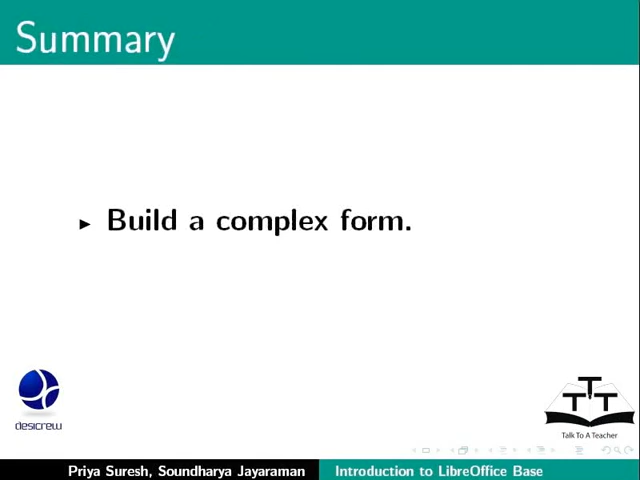 Summary
Build a complex form.
desicrew
T
T T
Talk To A Teacher
Priya Suresh, Soundharya Jayaraman
Introduction to LibreOffice Base